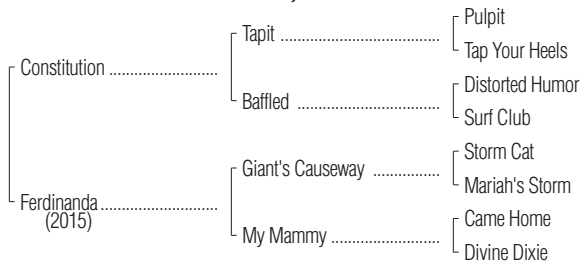 Pulpit
Tapit ........................................
Tap Your Heels
Constitution ...........................
Distorted Humor
Baffled ....................................
Surf Club
Storm Cat
Giant's Causeway .................
Mariah's Storm
Ferdinanda .............................
(2015)
Came Home
My Mammy ...........................
Divine Dixie